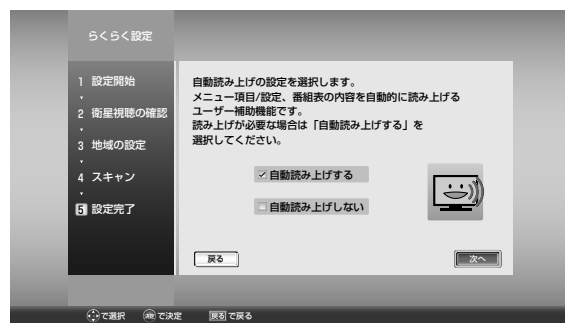 らくらく設定
1 設定開始
2 衛星視聴の確認
3 地域の設定
4 スキャン
5 設定完了
自動読み上げの設定を選択します。
メニュー項目/設定、番組表の内容を自動的に読み上げる
ユーザー補助機能です。
読み上げが必要な場合は「自動読み上げする」を
選択してください。
自動読み上げする
自動読み上げしない
戻る
次へ
で選択 決定 で決定 戻る で戻る